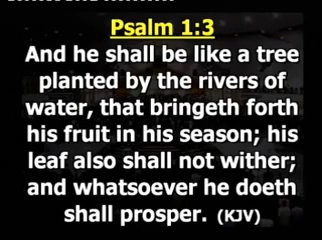 Psalm 1:3
And he shall be like a tree
planted by the rivers of
water, that bringeth forth
his fruit in his season; his
leaf also shall not wither;
and whatsoever he doeth
shall prosper. (KJV)